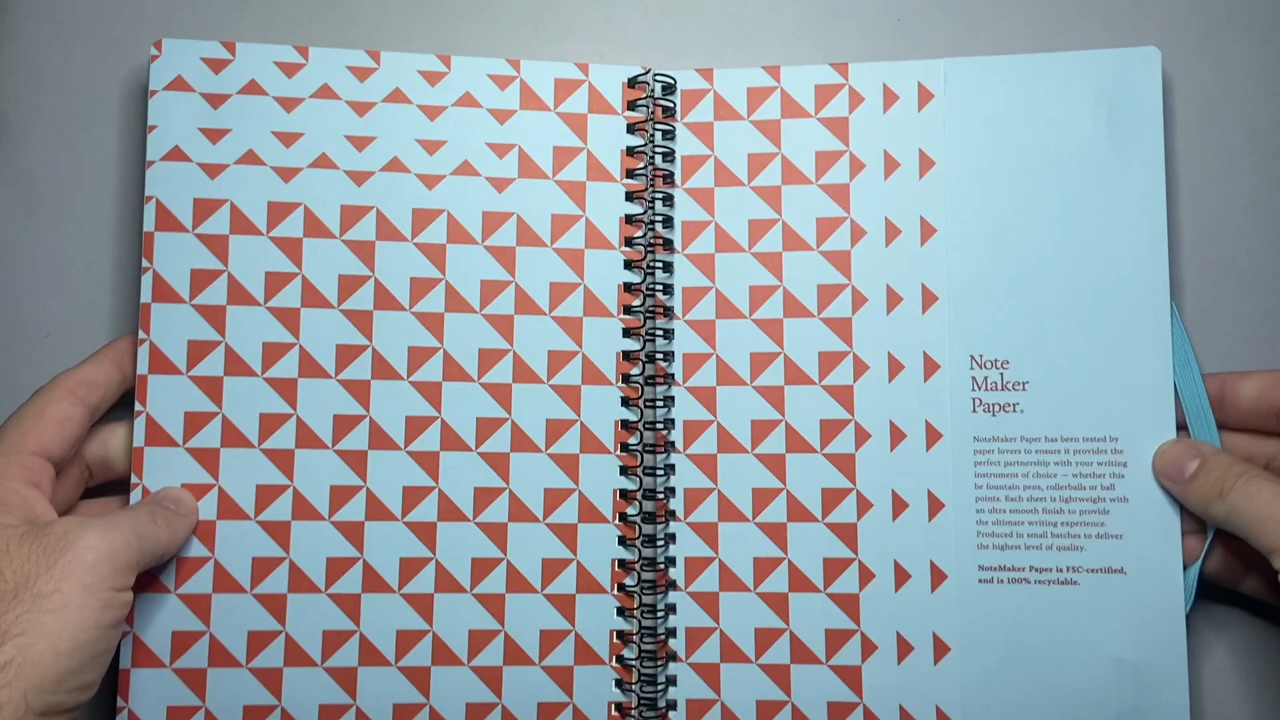 Note
Maker
Paper®
NoteMaker Paper has been tested by
paper lovers to ensure it provides the
perfect partnership with your writing
instrument of choice — whether this
be fountain pens, rollerballs or ball
points. Each sheet is lightweight with
an ultra smooth finish to provide
the ultimate writing experience.
Produced in small batches to deliver
the highest level of quality.
NoteMaker Paper is FSC-certified,
and is 100% recyclable.